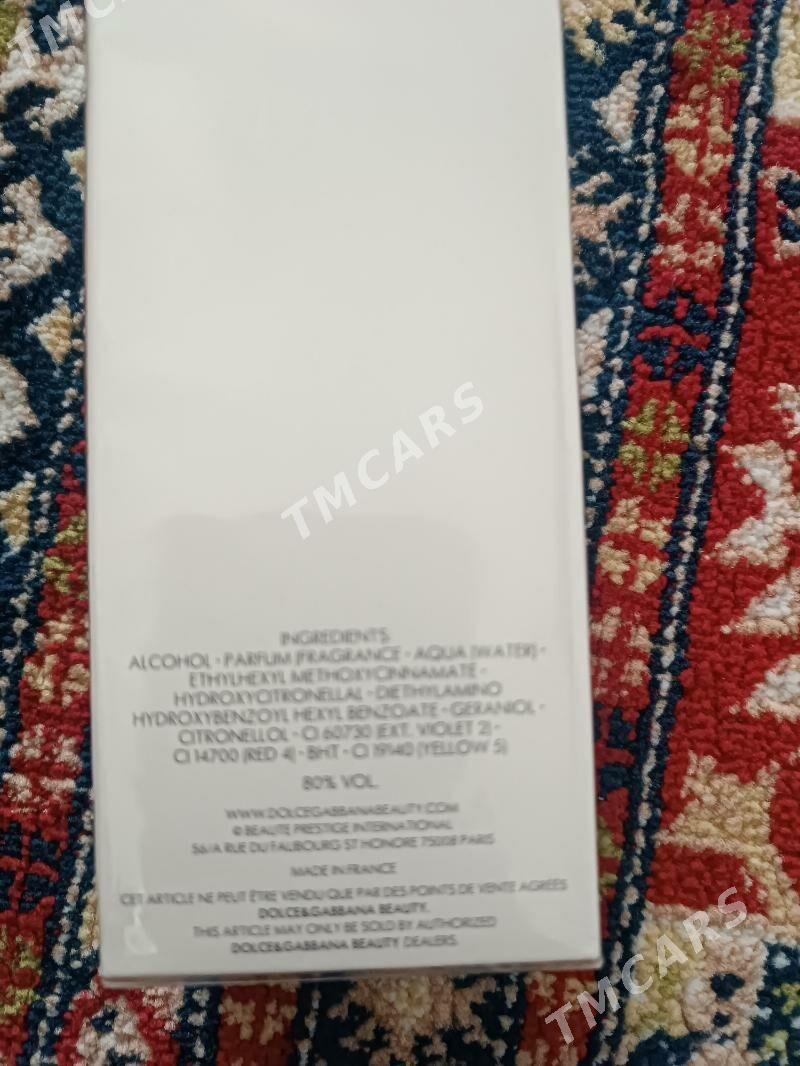 TMCARS
TMCARS
INGREDIENTS
ALCOHOL • PARFUM (FRAGRANCE • AQUA (WATER) •
ETHYLHEXYL METHOXYCINNAMATE •
HYDROXYCITRONELLAL • DIETHYLAMINO
HYDROXYBENZOYL HEXYL BENZOATE • GERANIOL •
CITRONELLOL • CI 60730 (EXT. VIOLET 2) •
CI 14700 (RED 4) • BHT • CI 19140 (YELLOW 5)
80% VOL.
WWW.DOLCEGABBANABEAUTY.COM
© BEAUTE PRESTIGE INTERNATIONAL
56/A RUE DU FAUBOURG ST HONORE 75008 PARIS
MADE IN FRANCE
CET ARTICLE NE PEUT ÊTRE VENDU QUE PAR DES POINTS DE VENTE AGRÉES
DOLCE&GABBANA BEAUTY.
THIS ARTICLE MAY ONLY BE SOLD BY AUTHORIZED
DOLCE&GABBANA BEAUTY DEALERS.
TMCARS